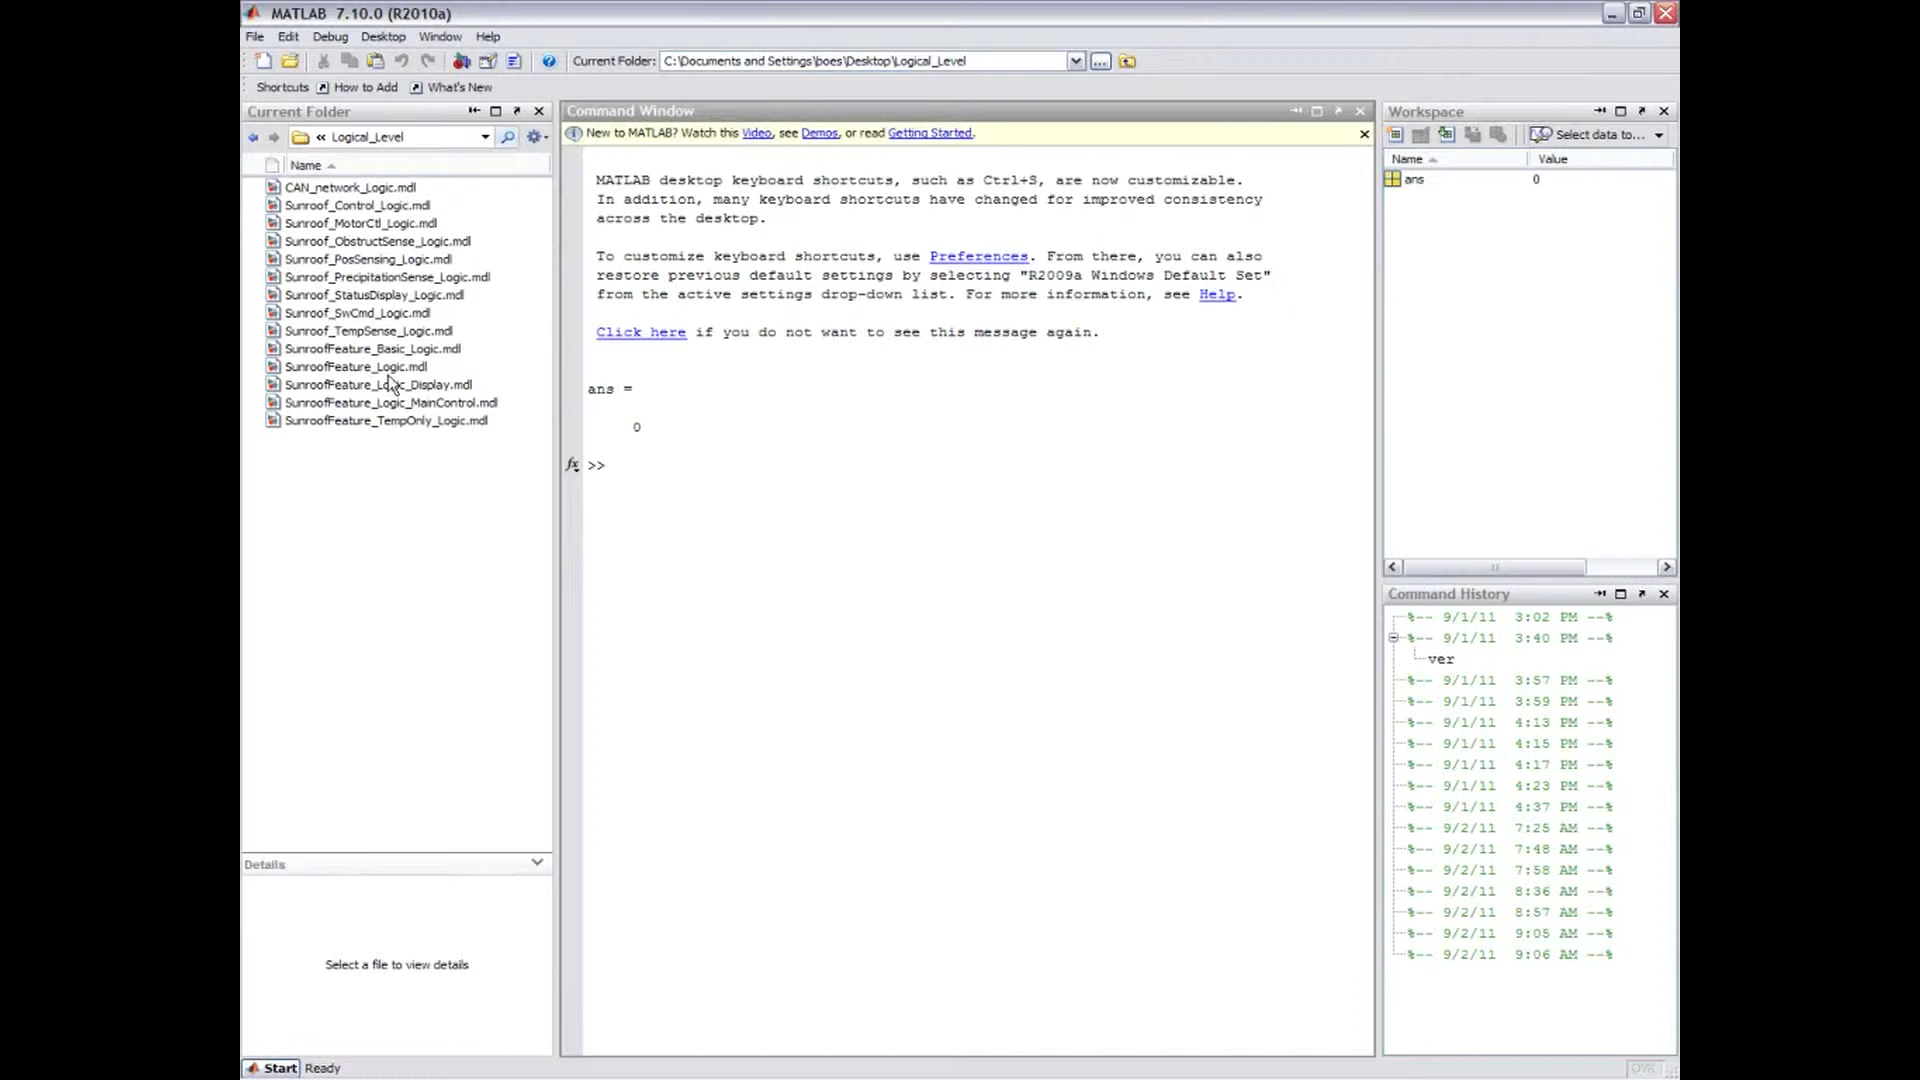 MATLAB 7.10.0 (R2010a)
File Edit Debug Desktop Window Help
Current Folder: C:\Documents and Settings\boes\Desktop\Logical_Level
Shortcuts How to Add What's New
Current Folder
« Logical_Level
Name
CAN_network_Logic.mdl
Sunroof_Control_Logic.mdl
Sunroof_MotorCtl_Logic.mdl
Sunroof_ObstructSense_Logic.mdl
Sunroof_PosSensing_Logic.mdl
Sunroof_PrecipitationSense_Logic.mdl
Sunroof_StatusDisplay_Logic.mdl
Sunroof_SwCmd_Logic.mdl
Sunroof_TempSense_Logic.mdl
SunroofFeature_Basic_Logic.mdl
SunroofFeature_Logic.mdl
SunroofFeature_Logic_Display.mdl
SunroofFeature_Logic_MainControl.mdl
SunroofFeature_TempOnly_Logic.mdl
Details
Select a file to view details
Command Window
New to MATLAB? Watch this Video, see Demos, or read Getting Started.
MATLAB desktop keyboard shortcuts, such as Ctrl+S, are now customizable.
In addition, many keyboard shortcuts have changed for improved consistency
across the desktop.
To customize keyboard shortcuts, use Preferences. From there, you can also
restore previous default settings by selecting "R2009a Windows Default Set"
from the active settings drop-down list. For more information, see Help.
Click here if you do not want to see this message again.
ans =
0
fx >>
Workspace
Select data to...
Name Value
ans 0
Command History
%-- 9/1/11 3:02 PM --%
%-- 9/1/11 3:40 PM --%
ver
%-- 9/1/11 3:57 PM --%
%-- 9/1/11 3:59 PM --%
%-- 9/1/11 4:13 PM --%
%-- 9/1/11 4:15 PM --%
%-- 9/1/11 4:17 PM --%
%-- 9/1/11 4:23 PM --%
%-- 9/1/11 4:37 PM --%
%-- 9/2/11 7:25 AM --%
%-- 9/2/11 7:48 AM --%
%-- 9/2/11 7:58 AM --%
%-- 9/2/11 8:36 AM --%
%-- 9/2/11 8:57 AM --%
%-- 9/2/11 9:05 AM --%
%-- 9/2/11 9:06 AM --%
Start Ready
OVR